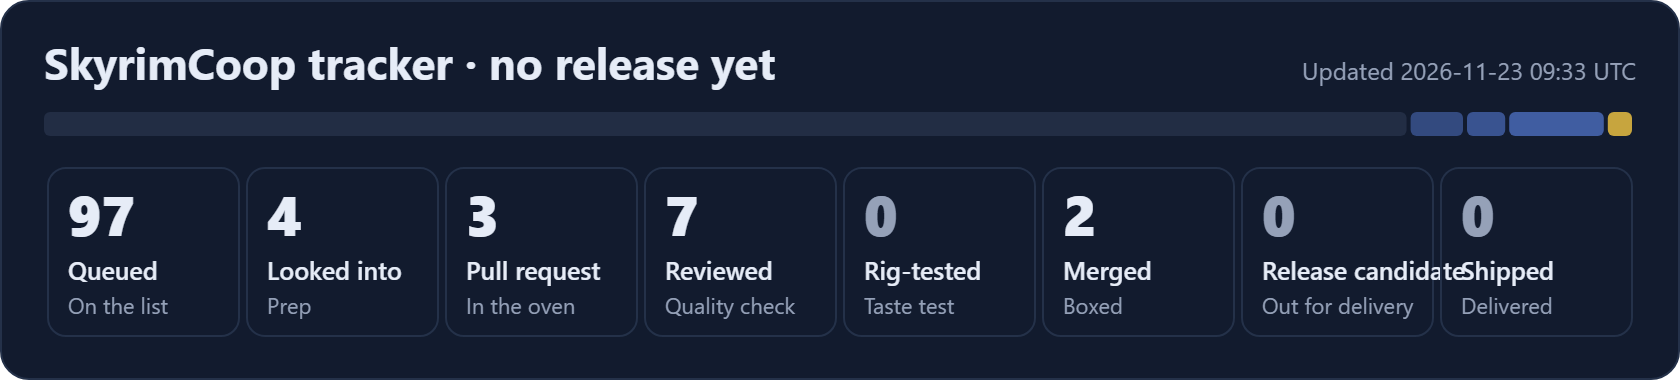 SkyrimCoop tracker · no release yet
Updated 2026-11-23 09:33 UTC
97
Queued
On the list
4
Looked into
Prep
3
Pull request
In the oven
7
Reviewed
Quality check
0
Rig-tested
Taste test
2
Merged
Boxed
0
Release candidate
Out for delivery
0
Shipped
Delivered